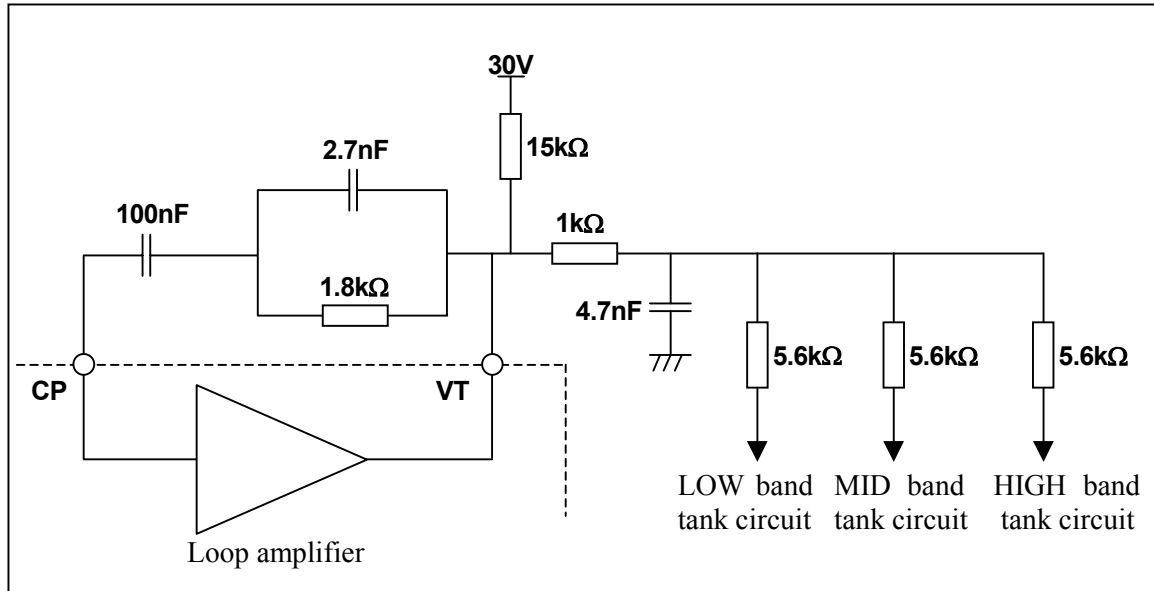 30V
15kΩ
2.7nF
100nF
1kΩ
1.8kΩ
4.7nF
5.6kΩ 5.6kΩ 5.6kΩ
CP VT
LOW band MID band HIGH band
tank circuit tank circuit tank circuit
Loop amplifier